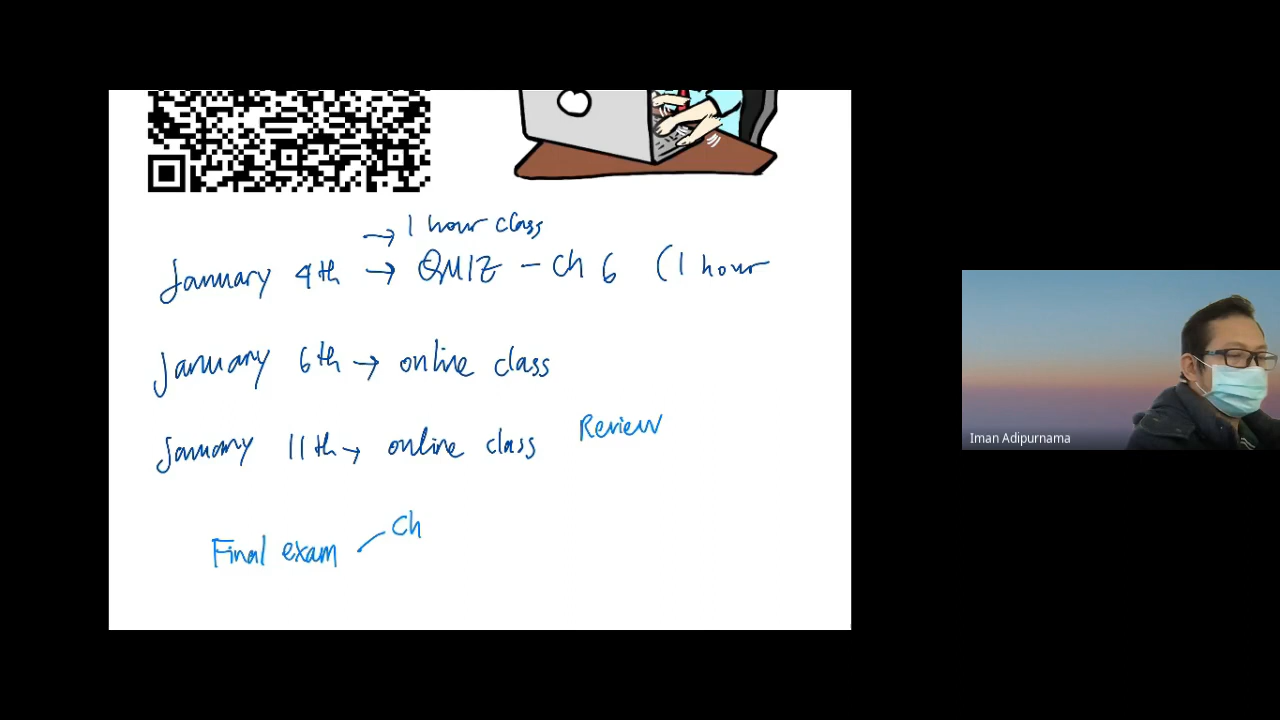 → 1 hour class
January 4th → QUIZ - Ch 6 (1 hour
January 6th → online class
January 11th → online class Review
Final exam Ch
Iman Adipurnama